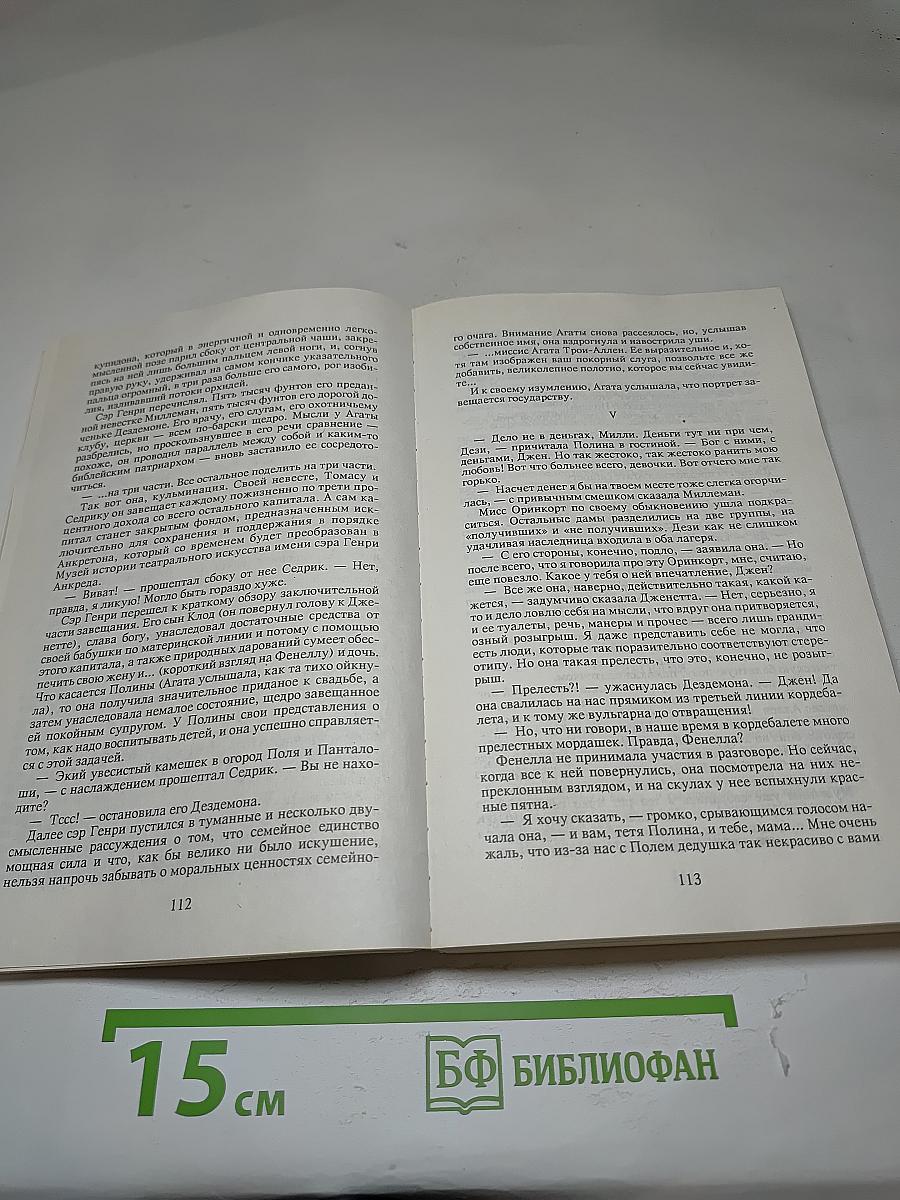 купидона, который в энергичной и одновременно легко-
мысленной позе парил сбоку от центральной чаши, закре-
пись на ней лишь большим пальцем левой ноги, и, согнув
правую руку, удерживал на самом кончике указательного
пальца огромный, в три раза больше его самого, рог изоби-
лия, изливавший потоки орхидей.
Сэр Генри перечислял. Пять тысяч фунтов его предан-
ной невестке Миллеман, пять тысяч фунтов его дорогой до-
ченьке Дездемоне. Его врачу, его слугам, его охотничьему
клубу, церкви — всем по-барски щедро. Мысли у Агаты
разбрелись, но проскользнувшее в его речи сравнение —
похоже, он проводил параллель между собой и каким-то
библейским патриархом — вновь заставило ее сосредото-
читься.
— ...на три части. Все остальное поделить на три части.
Так вот она, кульминация. Своей невесте, Томасу и
Седрику он завещает каждому пожизненно по трети про-
центного дохода со всего остального капитала. А сам ка-
питал станет закрытым фондом, предназначенным иск-
лючительно для сохранения и поддержания в порядке
Анкретона, который со временем будет преобразован в
Музей истории театрального искусства имени сэра Генри
Анкреда.
— Виват! — прошептал сбоку от нее Седрик. — Нет,
правда, я ликую! Могло быть гораздо хуже.
Сэр Генри перешел к краткому обзору заключительной
части завещания. Его сын Клод (он повернул голову к Дже-
нетте), слава богу, унаследовал достаточные средства от
своей бабушки по материнской линии и потому с помощью
этого капитала, а также природных дарований сумеет обес-
печить свою жену и... (короткий взгляд на Фенеллу) и дочь.
Что касается Полины (Агата услышала, как та тихо ойкну-
ла), то она получила значительное приданое к свадьбе, а
затем унаследовала немалое состояние, щедро завещанное
ей покойным супругом. У Полины свои представления о
том, как надо воспитывать детей, и она успешно справляет-
ся с этой задачей.
— Экий увесистый камешек в огород Поля и Пантало-
ши, — с наслаждением прошептал Седрик. — Вы не нахо-
дите?
— Тссс! — остановила его Дездемона.
Далее сэр Генри пустился в туманные и несколько дву-
смысленные рассуждения о том, что семейное единство
мощная сила и что, как бы велико ни было искушение,
нельзя напрочь забывать о моральных ценностях семейно-
112
го очага. Внимание Агаты снова рассеялось, но, услышав
собственное имя, она вздрогнула и навострила уши.
— ...миссис Агата Трой-Аллен. Ее выразительное и, хо-
тя там изображен ваш покорный слуга, позвольте все же
добавить, великолепное полотно, которое вы сейчас увиди-
те...
И к своему изумлению, Агата услышала, что портрет за-
вещается государству.
V
— Дело не в деньгах, Милли. Деньги тут ни при чем,
Дези, — причитала Полина в гостиной. — Бог с ними, с
деньгами, Джен. Но так жестоко, так жестоко ранить мою
любовь! Вот что больнее всего, девочки. Вот отчего мне так
горько.
— Насчет денег я бы на твоем месте тоже слегка огорчи-
лась, — с привычным смешком сказала Миллеман.
Мисс Оринкорт по своему обыкновению ушла подкра-
ситься. Остальные дамы разделились на две группы, на
«получивших» и «не получивших». Дези как не слишком
удачливая наследница входила в оба лагеря.
— С его стороны, конечно, подло, — заявила она. — Но
после всего, что я говорила про эту Оринкорт, мне, считаю,
еще повезло. Какое у тебя о ней впечатление, Джен?
— Все же она, наверно, действительно такая, какой ка-
жется, — задумчиво сказала Дженетта. — Нет, серьезно, я
то и дело ловлю себя на мысли, что вдруг она притворяется,
и ее туалеты, речь, манеры и прочее — всего лишь гранди-
озный розыгрыш. Я даже представить себе не могла, что
есть люди, которые так поразительно соответствуют стере-
отипу. Но она такая прелесть, что это, конечно, не розыг-
рыш.
— Прелесть?! — ужаснулась Дездемона. — Джен! Да
она свалилась на нас прямиком из третьей линии кордеба-
лета, и к тому же вульгарна до отвращения!
— Но, что ни говори, в наше время в кордебалете много
прелестных мордашек. Правда, Фенелла?
Фенелла не принимала участия в разговоре. Но сейчас,
когда все к ней повернулись, она посмотрела на них не-
преклонным взглядом, и на скулах у нее вспыхнули крас-
ные пятна.
— Я хочу сказать, — громко, срывающимся голосом на-
чала она, — и вам, тетя Полина, и тебе, мама... Мне очень
жаль, что из-за нас с Полем дедушка так некрасиво с вами
113
15 см
БФ БИБЛИОФАН